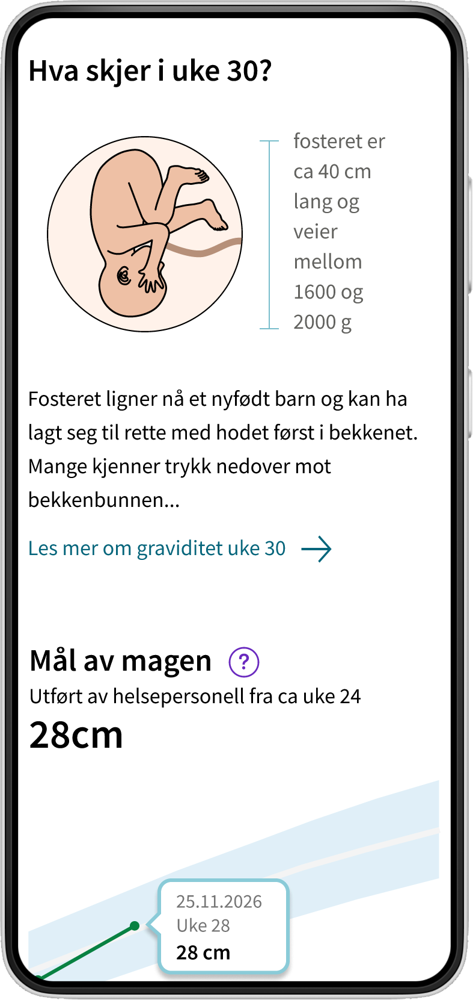 Hva skjer i uke 30?
fosteret er
ca 40 cm
lang og
veier
mellom
1600 og
2000 g
Fosteret ligner nå et nyfødt barn og kan ha
lagt seg til rette med hodet først i bekkenet.
Mange kjenner trykk nedover mot
bekkenbunnen...
Les mer om graviditet uke 30
Mål av magen ?
Utført av helsepersonell fra ca uke 24
28cm
25.11.2026
Uke 28
28 cm